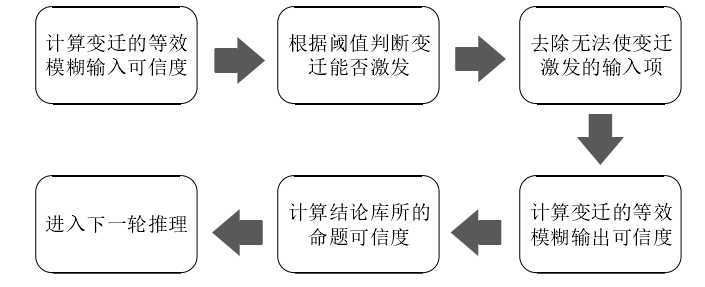 计算变迁的等效
模糊输入可信度
根据阈值判断变
迁能否激发
去除无法使变迁
激发的输入项
计算变迁的等效
模糊输出可信度
计算结论库所的
命题可信度
进入下一轮推理